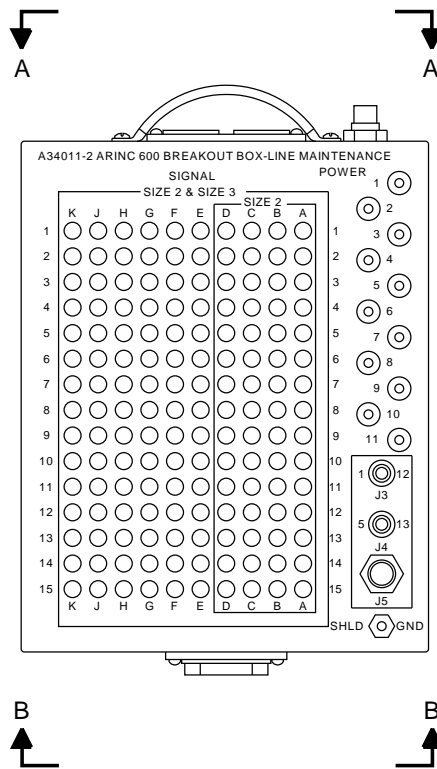 A A
A34011-2 ARINC 600 BREAKOUT BOX-LINE MAINTENANCE
SIGNAL POWER
SIZE 2 & SIZE 3
SIZE 2
K J H G F E D C B A
1 1
2 2
3 3
4 4
5 5
6 6
7 7
8 8
9 9
10 10
11 11
12 12
13 13
14 14
15 15
K J H G F E D C B A
1
2
3
4
5
6
7
8
9
10
11
1 12
J3
5 13
J4
J5
SHLD GND
B B